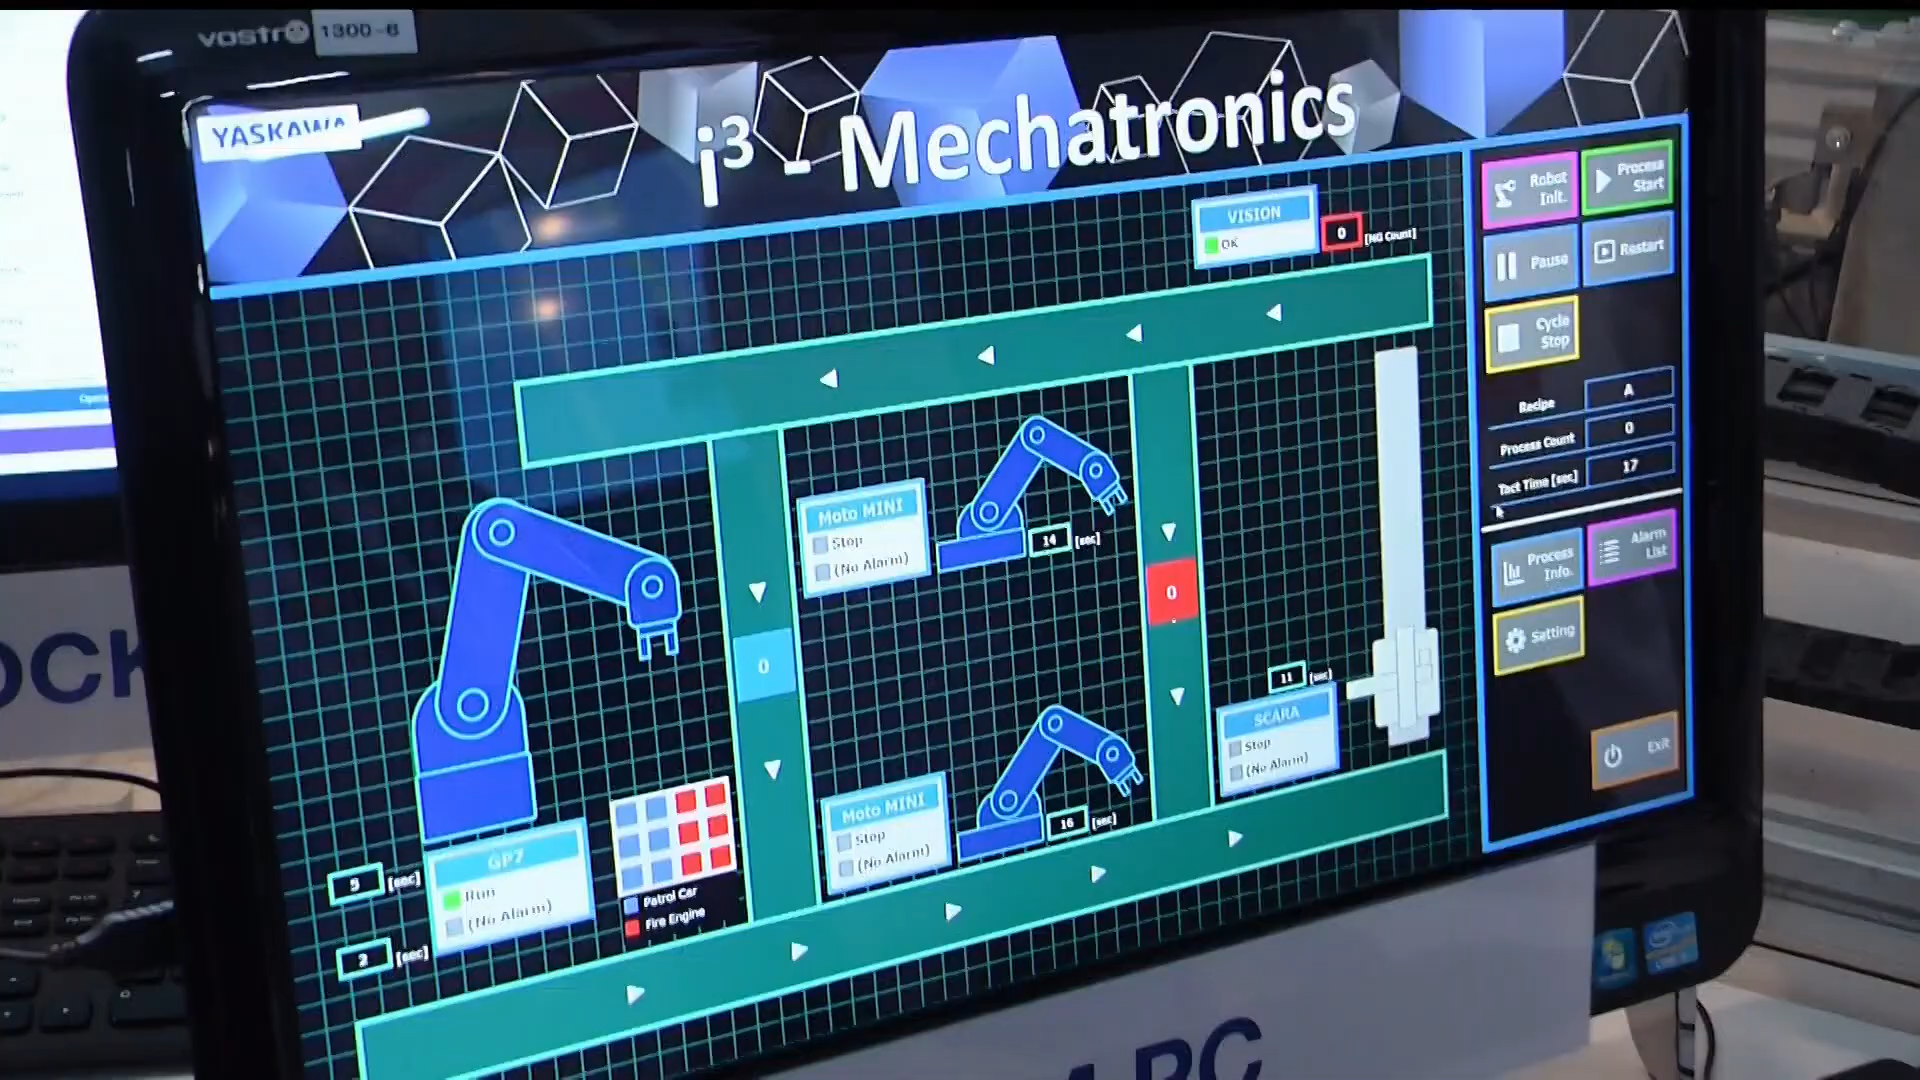 vostro
1300-6
YASKAWA
i³ - Mechatronics
VISION
OK
0
[NG Count]
Robot Init.
Process Start
Pause
Restart
Cycle Stop
Recipe
A
Process Count
0
Tact Time [sec]
17
Process Info.
Alarm List
Setting
Exit
Moto MINI
Stop
(No Alarm)
14
[sec]
0
0
11
[sec]
SCARA
Stop
(No Alarm)
Moto MINI
Stop
(No Alarm)
16
[sec]
GP7
Run
(No Alarm)
5
[sec]
2
[sec]
Patrol Car
Fire Engine
OCK
PC